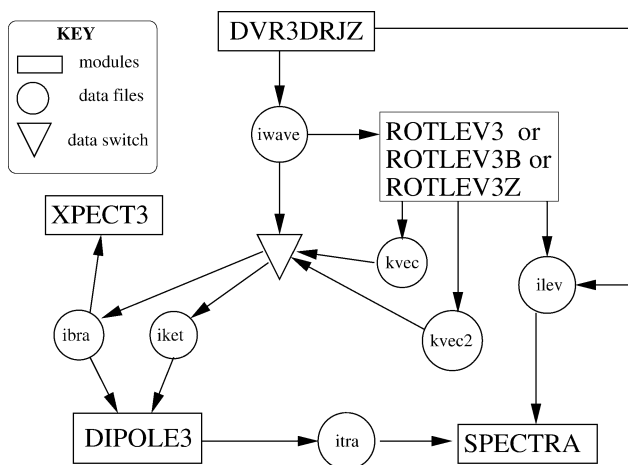 KEY
modules
data files
data switch
DVR3DRJZ
iwave
ROTLEV3 or
ROTLEV3B or
ROTLEV3Z
XPECT3
kvec
ilev
ibra
iket
kvec2
DIPOLE3
itra
SPECTRA